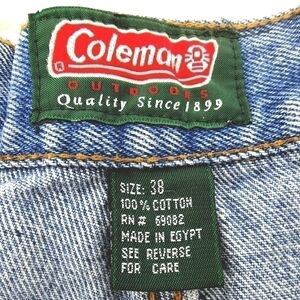 Coleman
OUTDOORS
Quality Since 1899
SIZE: 38
100% COTTON
RN# 69082
MADE IN EGYPT
SEE REVERSE
FOR CARE